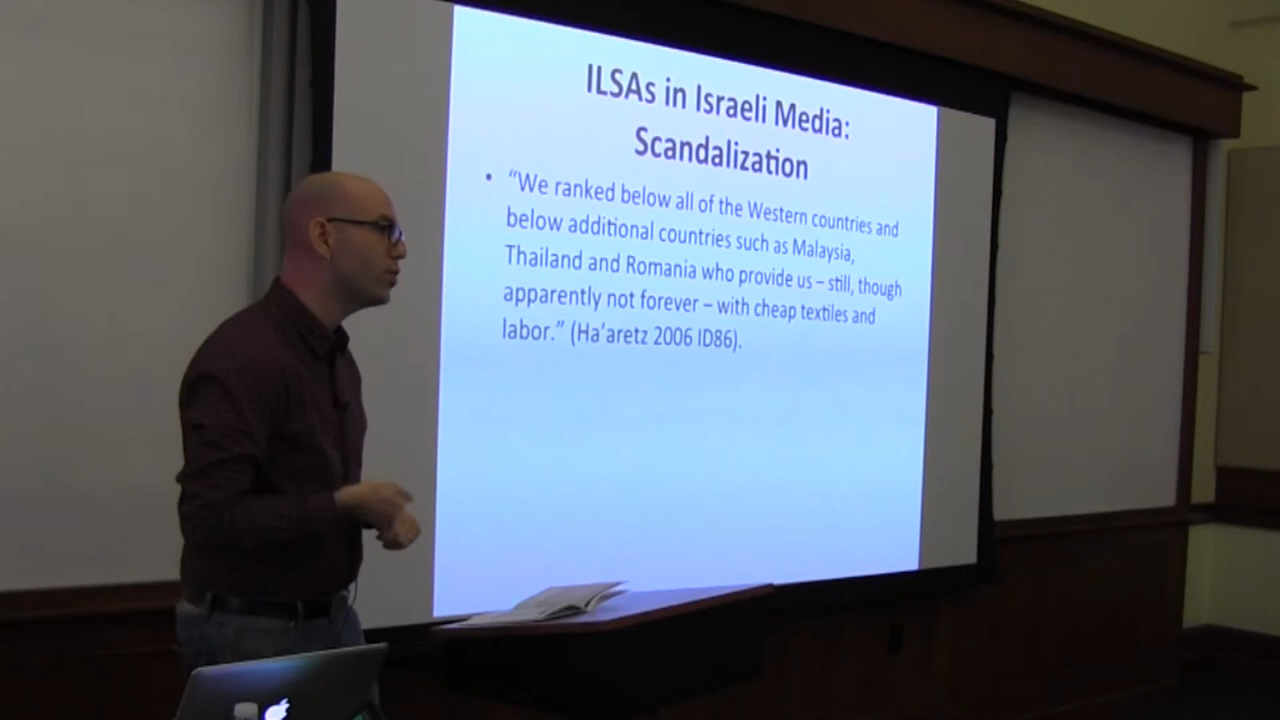 ILSAs in Israeli Media:
Scandalization
• “We ranked below all of the Western countries and
below additional countries such as Malaysia,
Thailand and Romania who provide us – still, though
apparently not forever – with cheap textiles and
labor.” (Ha’aretz 2006 ID86).